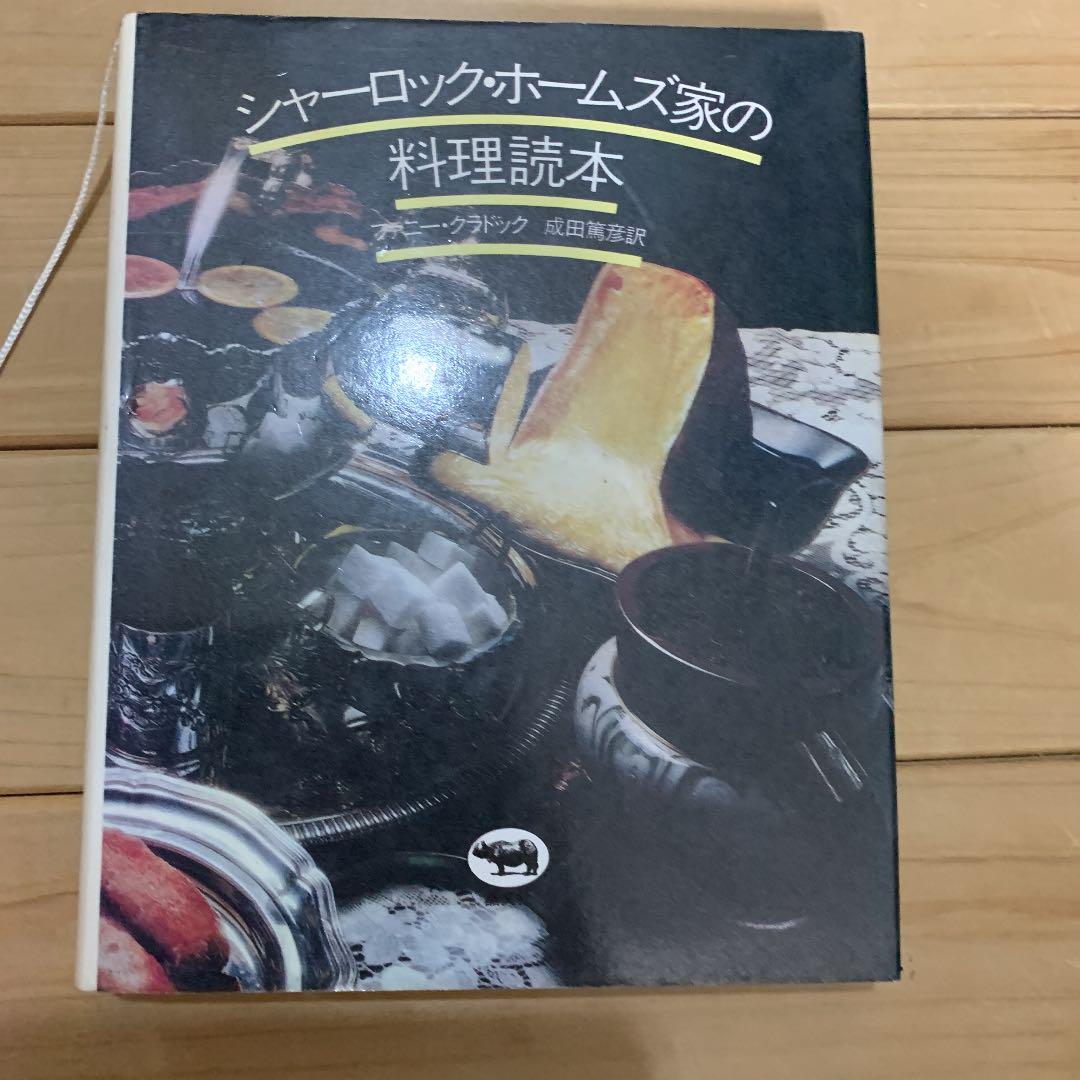 シャーロック・ホームズ家の
料理読本
ファニー・クラドック 成田篤彦訳